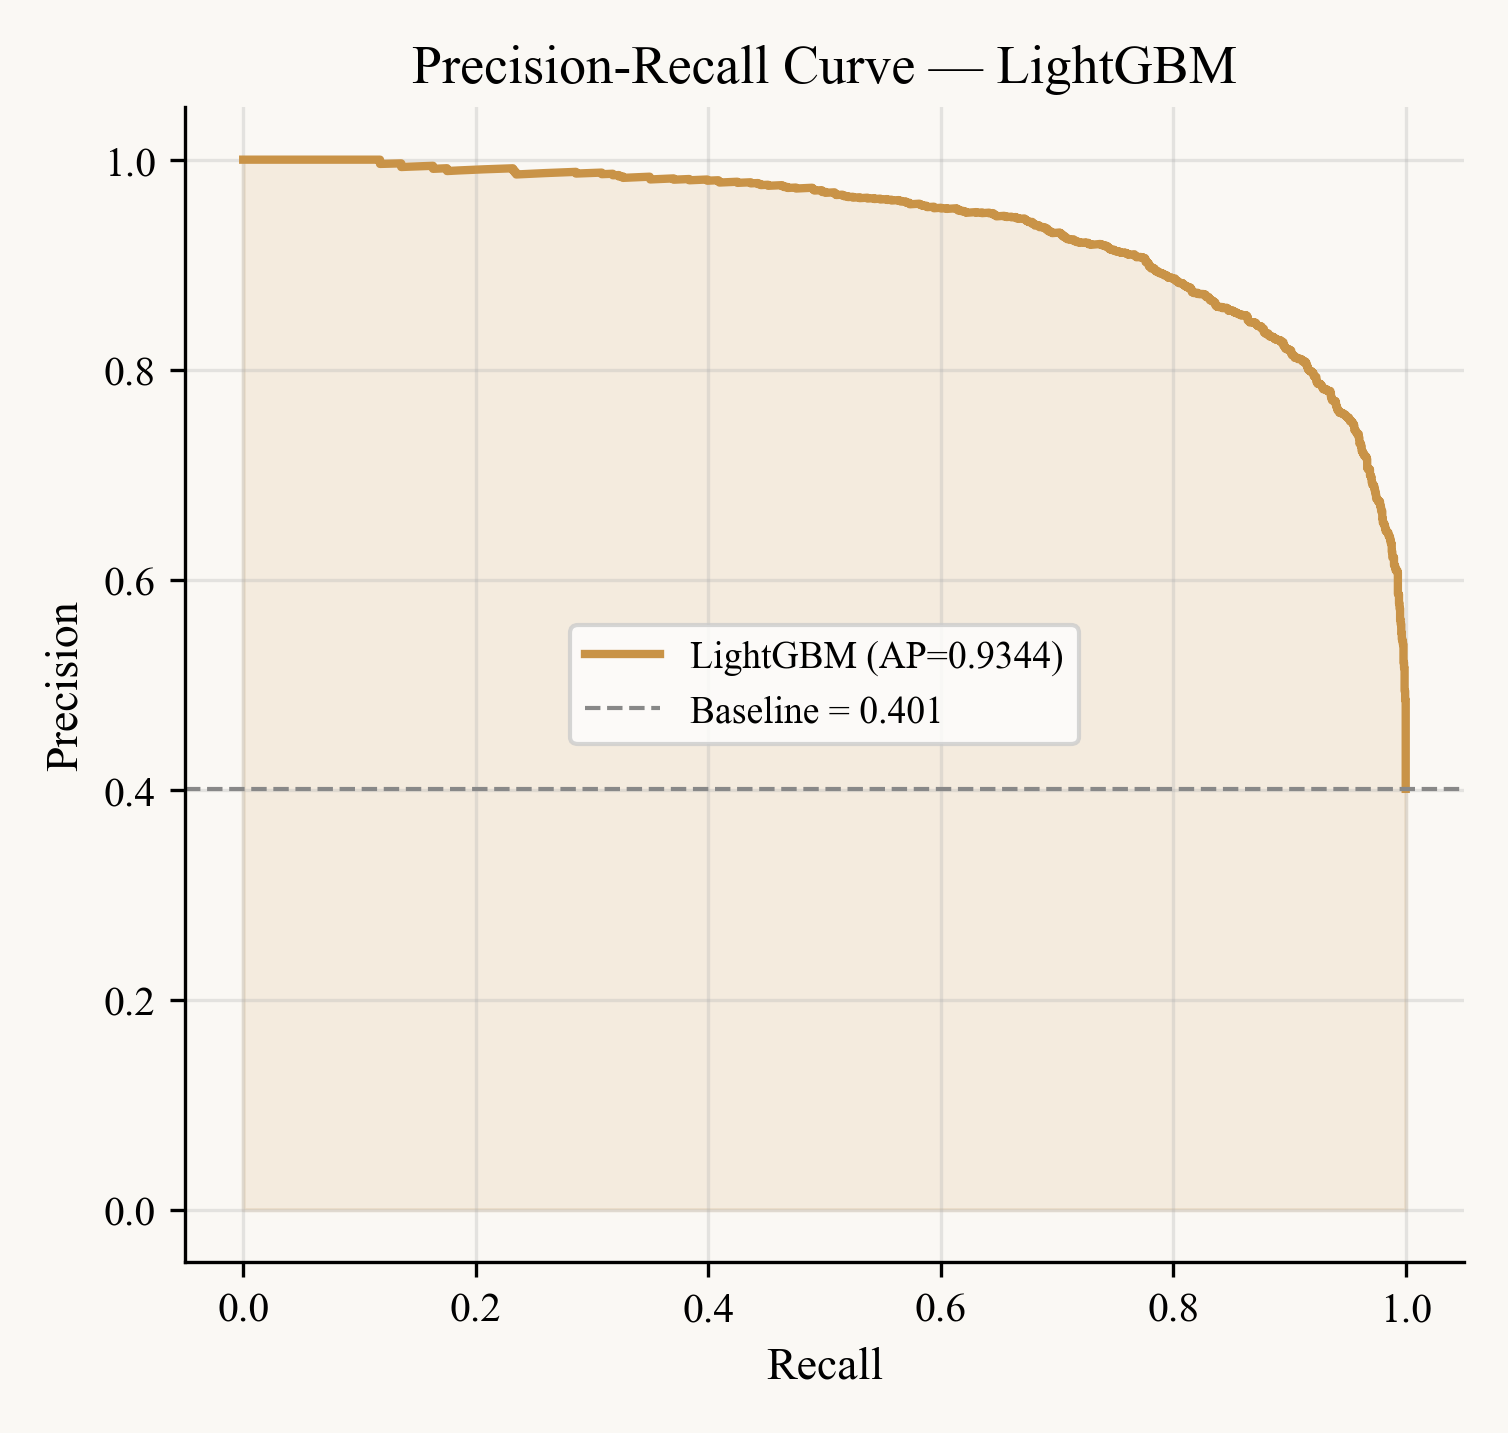 Precision-Recall Curve — LightGBM
Precision
1.0
0.8
0.6
0.4
0.2
0.0
LightGBM (AP=0.9344)
Baseline = 0.401
0.0 0.2 0.4 0.6 0.8 1.0
Recall